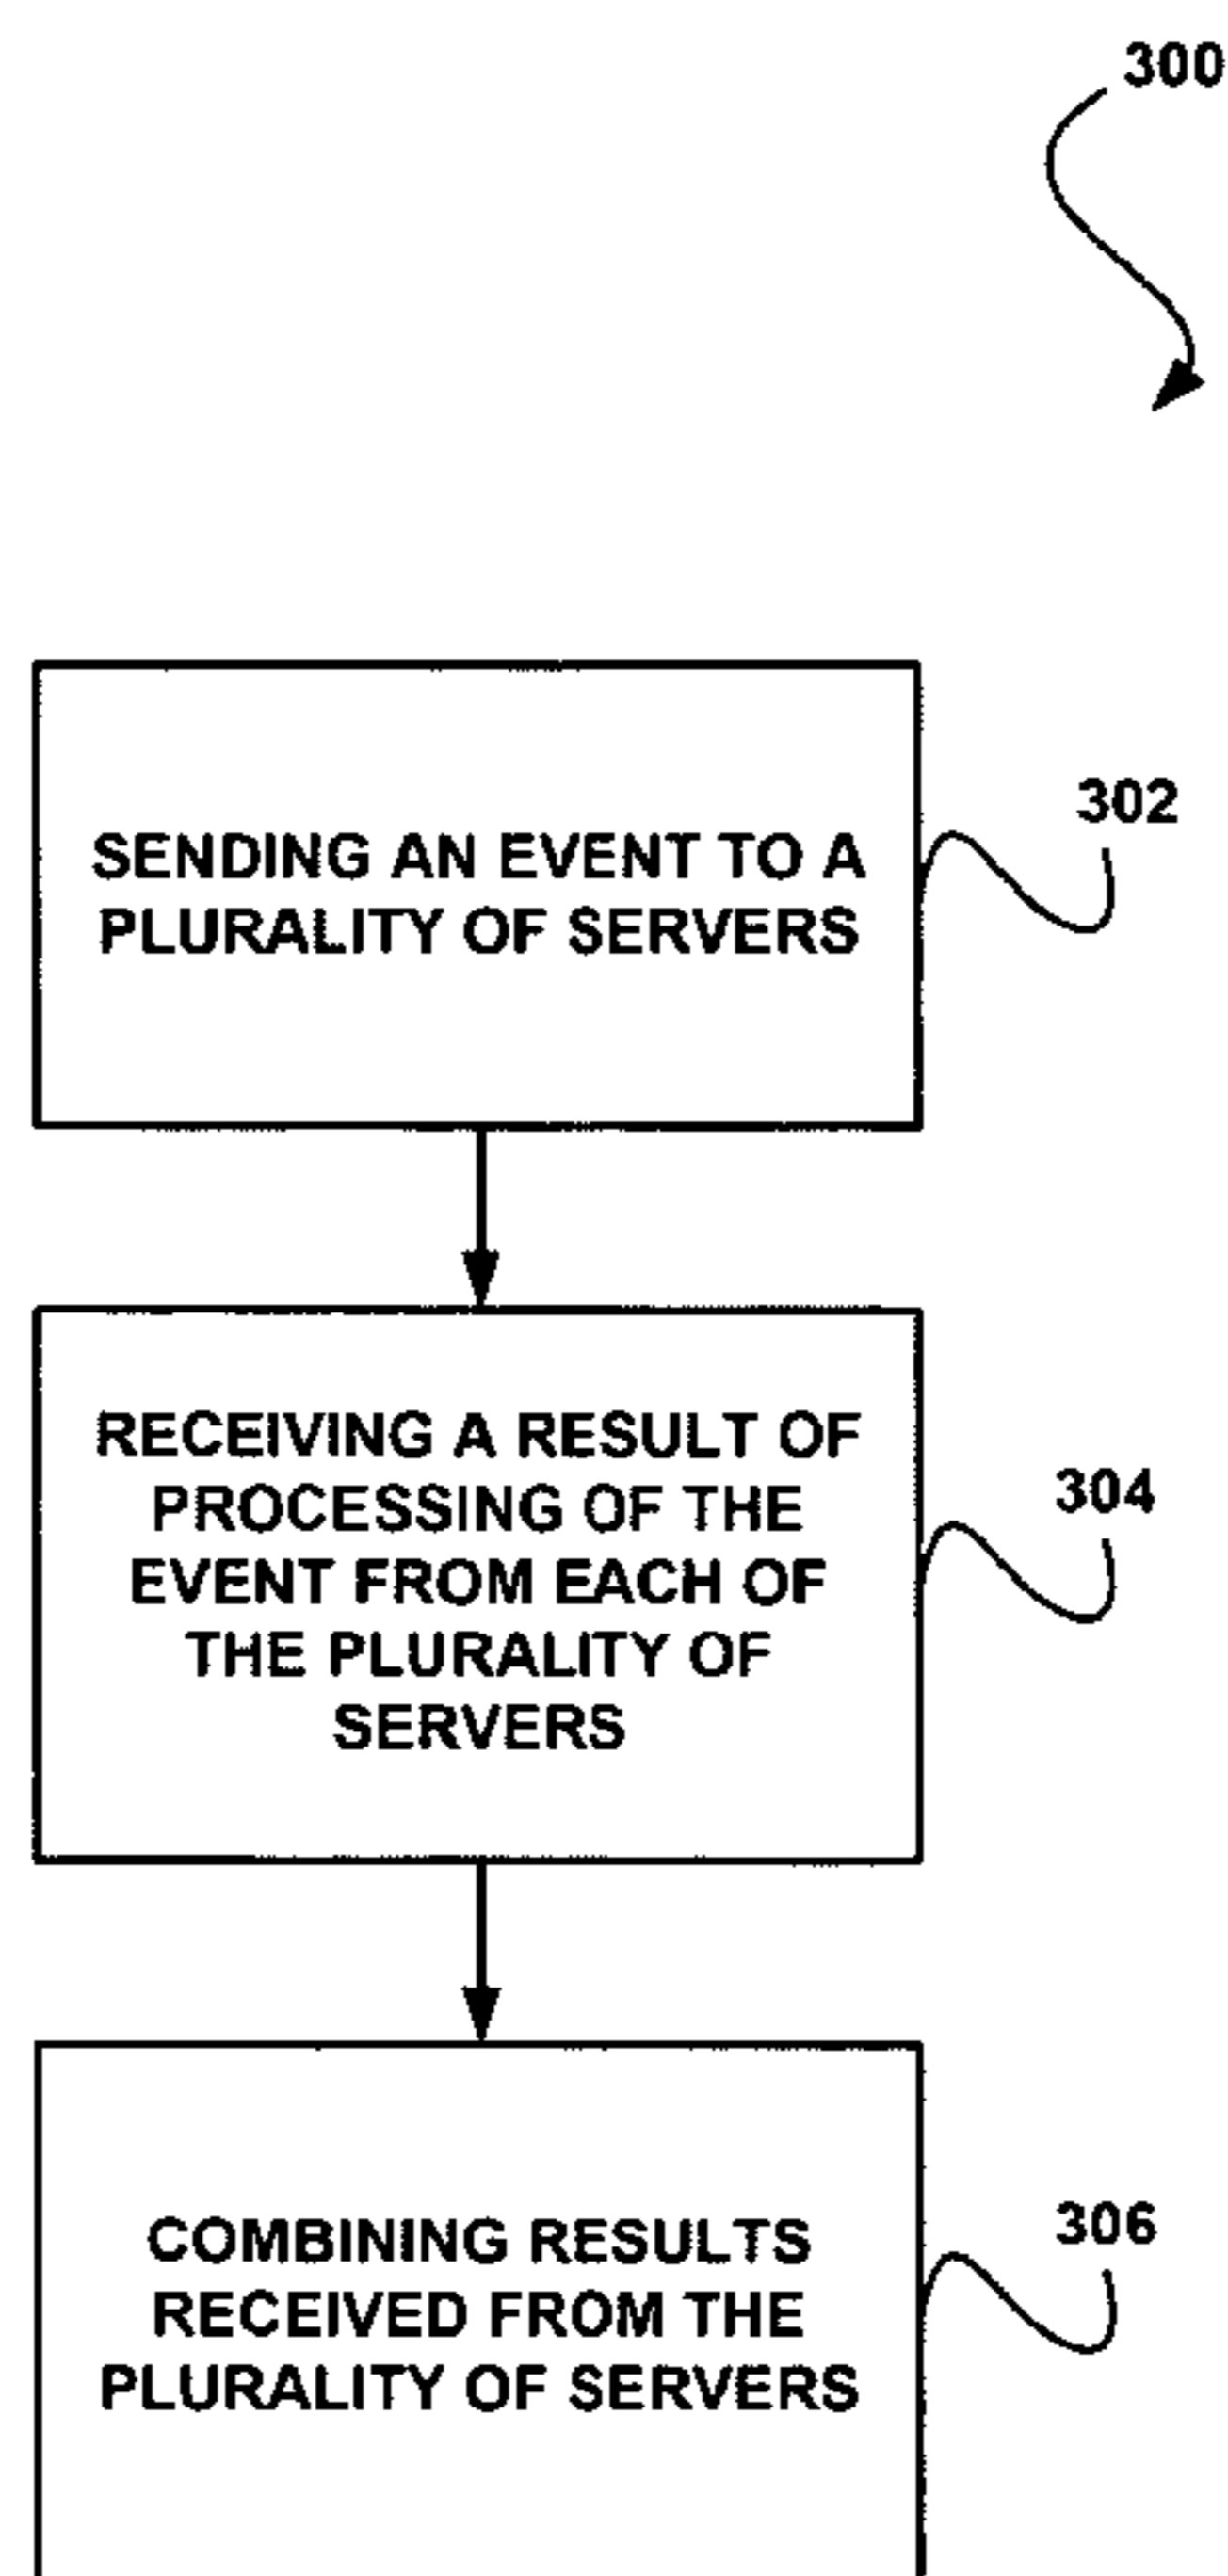 300
SENDING AN EVENT TO A
PLURALITY OF SERVERS
302
RECEIVING A RESULT OF
PROCESSING OF THE
EVENT FROM EACH OF
THE PLURALITY OF
SERVERS
304
COMBINING RESULTS
RECEIVED FROM THE
PLURALITY OF SERVERS
306